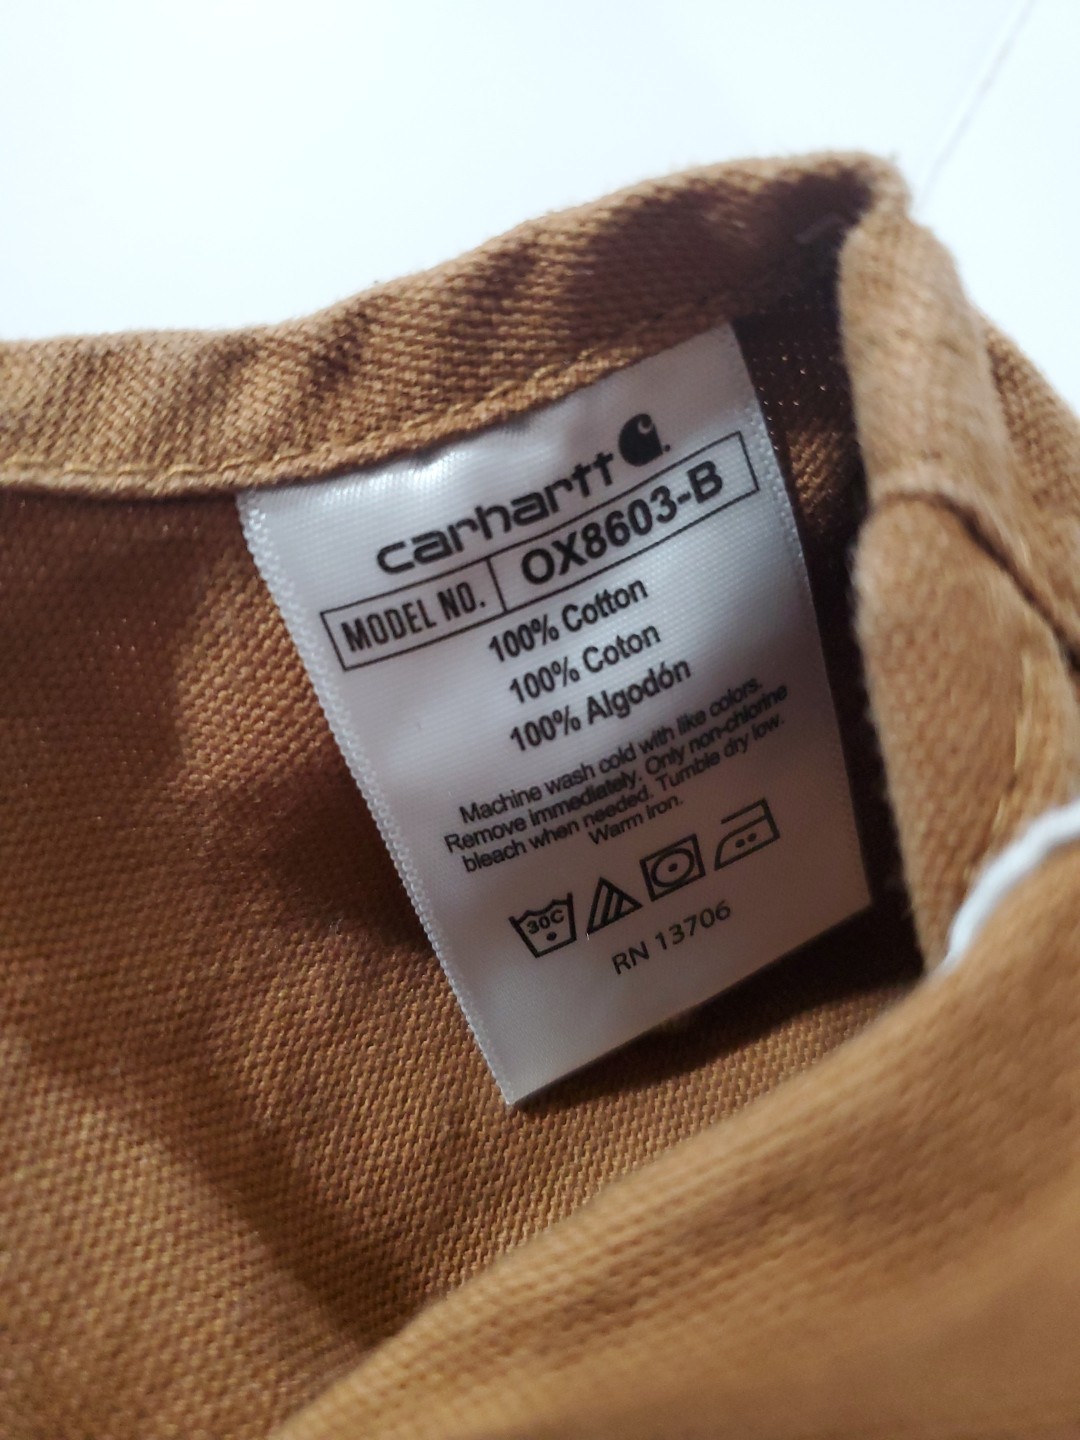 carhartt
MODEL NO. OX8603-B
100% Cotton
100% Coton
100% Algodón
Machine wash cold with like colors.
Remove immediately. Only non-chlorine
bleach when needed. Tumble dry low.
Warm iron.
30C
RN 13706